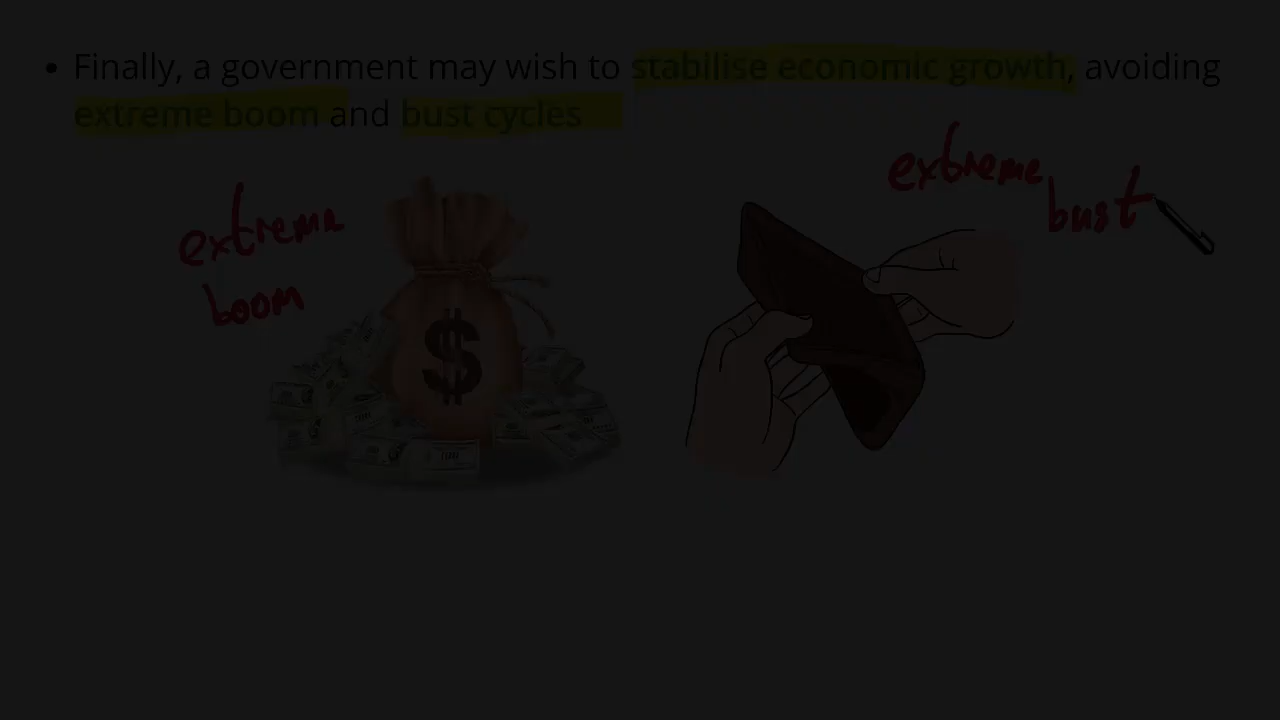 • Finally, a government may wish to stabilise economic growth, avoiding
extreme boom and bust cycles
extreme
boom
$
extreme
bust